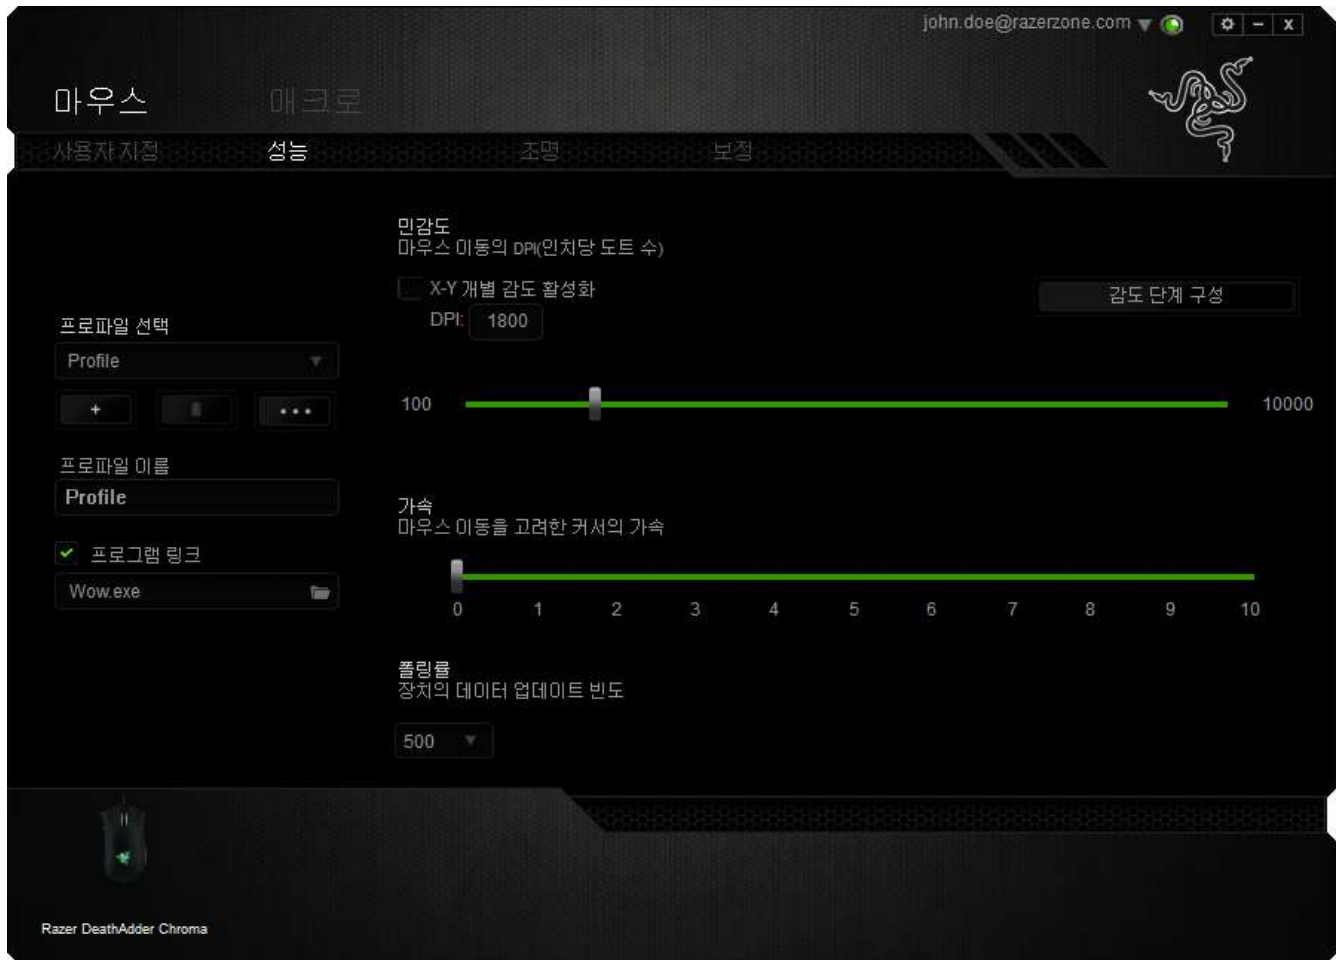 john.doe@razerzone.com
마우스 매크로
사용자 지정 성능 조명 보정
민감도
마우스 이동의 DPI(인치당 도트 수)
X-Y 개별 감도 활성화
감도 단계 구성
DPI: 1800
프로파일 선택
Profile
100 10000
프로파일 이름
Profile
가속
마우스 이동을 고려한 커서의 가속
프로그램 링크
Wow.exe
0 1 2 3 4 5 6 7 8 9 10
폴링률
장치의 데이터 업데이트 빈도
500
Razer DeathAdder Chroma